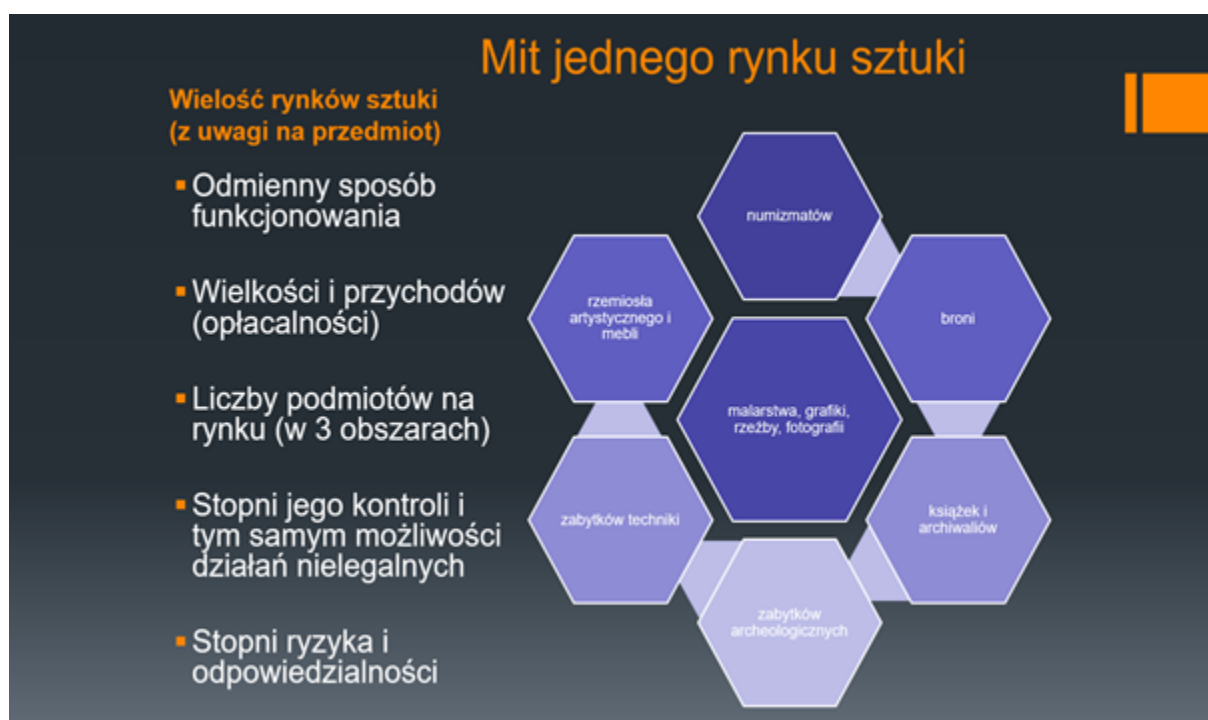 Mit jednego rynku sztuki
Wielość rynków sztuki
(z uwagi na przedmiot)
▪ Odmienny sposób
funkcjonowania
▪ Wielkości i przychodów
(opłacalności)
▪ Liczby podmiotów na
rynku (w 3 obszarach)
▪ Stopni jego kontroli i
tym samym możliwości
działań nielegalnych
▪ Stopni ryzyka i
odpowiedzialności
numizmatów
rzemiosła
artystycznego i
mebli
broni
malarstwa, grafiki,
rzeźby, fotografii
zabytków techniki
książek i
archiwaliów
zabytków
archeologicznych